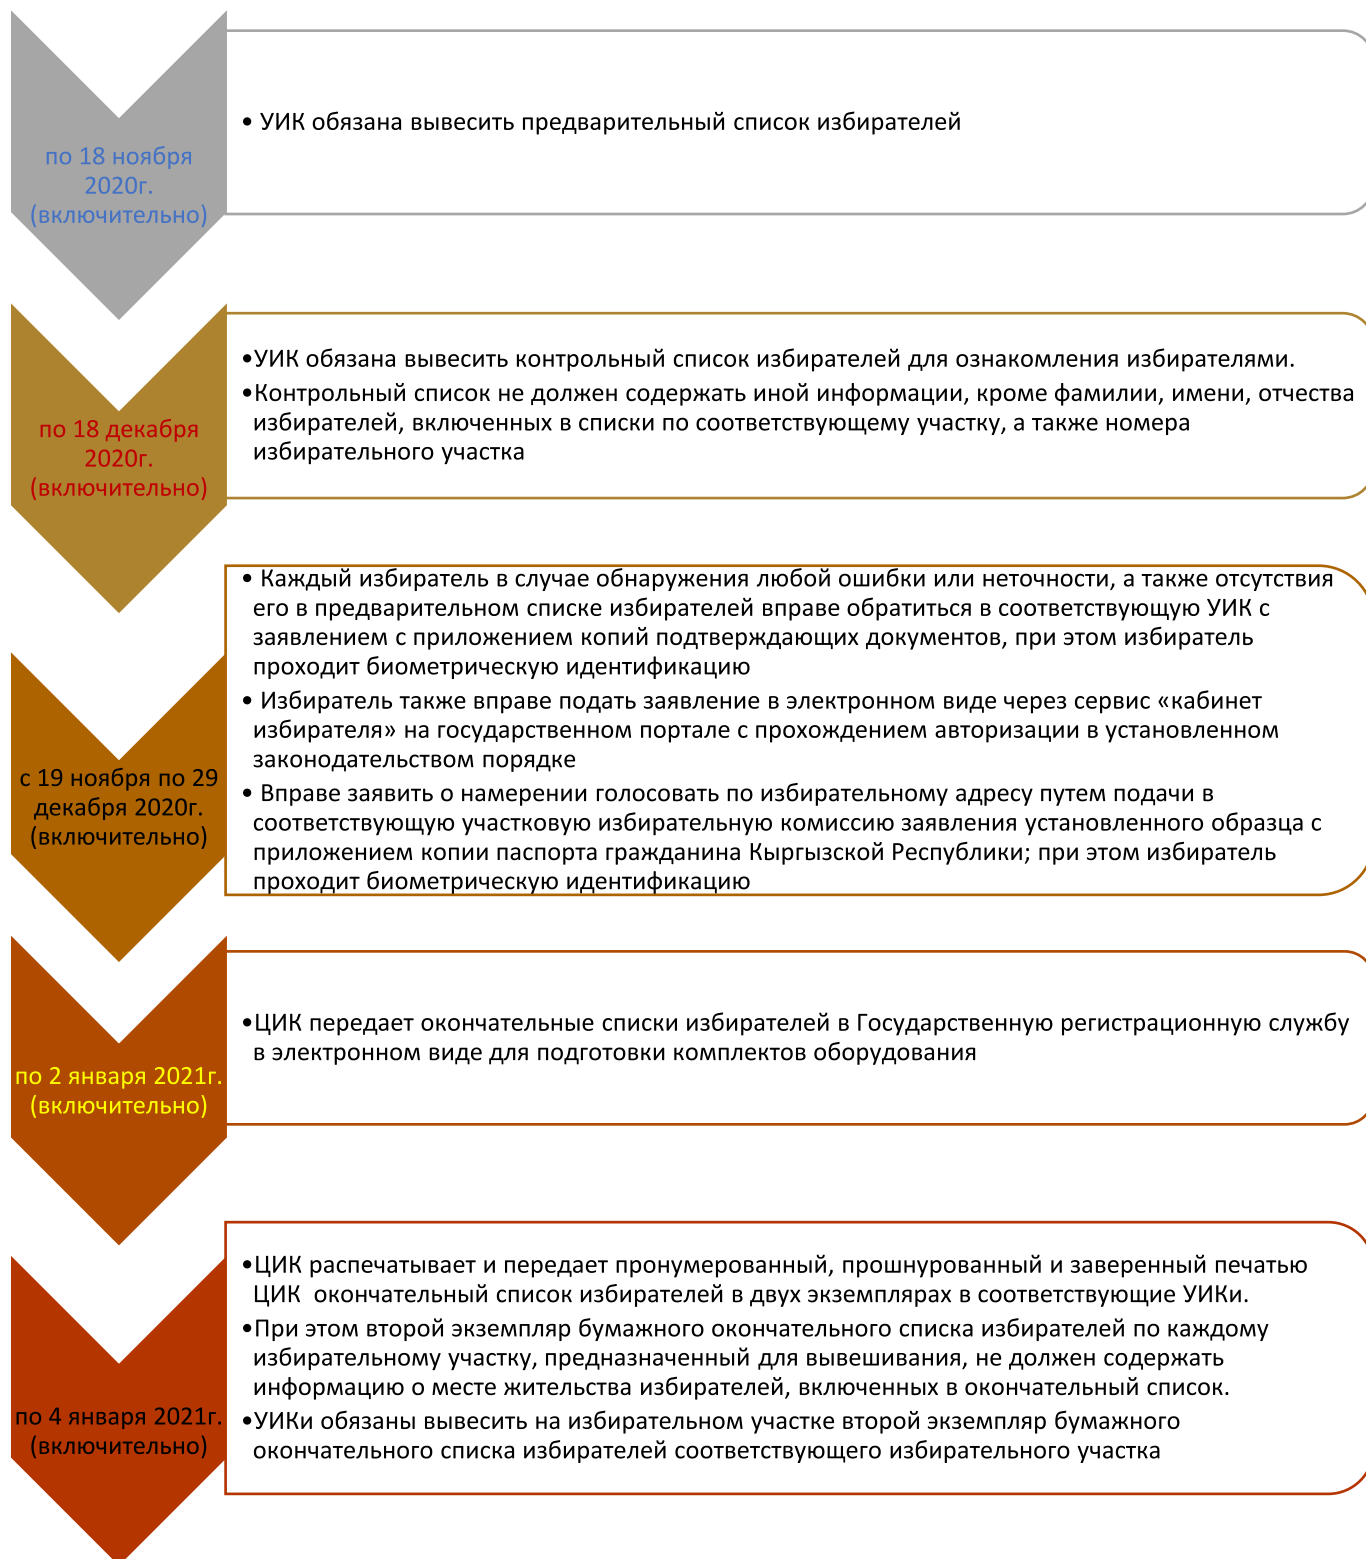 • УИК обязана вывесить предварительный список избирателей
по 18 ноября
2020г.
(включительно)
•УИК обязана вывесить контрольный список избирателей для ознакомления избирателями.
•Контрольный список не должен содержать иной информации, кроме фамилии, имени, отчества
избирателей, включенных в списки по соответствующему участку, а также номера
избирательного участка
по 18 декабря
2020г.
(включительно)
• Каждый избиратель в случае обнаружения любой ошибки или неточности, а также отсутствия
его в предварительном списке избирателей вправе обратиться в соответствующую УИК с
заявлением с приложением копий подтверждающих документов, при этом избиратель
проходит биометрическую идентификацию
• Избиратель также вправе подать заявление в электронном виде через сервис «кабинет
избирателя» на государственном портале с прохождением авторизации в установленном
законодательством порядке
• Вправе заявить о намерении голосовать по избирательному адресу путем подачи в
соответствующую участковую избирательную комиссию заявления установленного образца с
приложением копии паспорта гражданина Кыргызской Республики; при этом избиратель
проходит биометрическую идентификацию
с 19 ноября по 29
декабря 2020г.
(включительно)
•ЦИК передает окончательные списки избирателей в Государственную регистрационную службу
в электронном виде для подготовки комплектов оборудования
по 2 января 2021г.
(включительно)
•ЦИК распечатывает и передает пронумерованный, прошнурованный и заверенный печатью
ЦИК окончательный список избирателей в двух экземплярах в соответствующие УИКи.
•При этом второй экземпляр бумажного окончательного списка избирателей по каждому
избирательному участку, предназначенный для вывешивания, не должен содержать
информацию о месте жительства избирателей, включенных в окончательный список.
•УИКи обязаны вывесить на избирательном участке второй экземпляр бумажного
окончательного списка избирателей соответствующего избирательного участка
по 4 января 2021г.
(включительно)